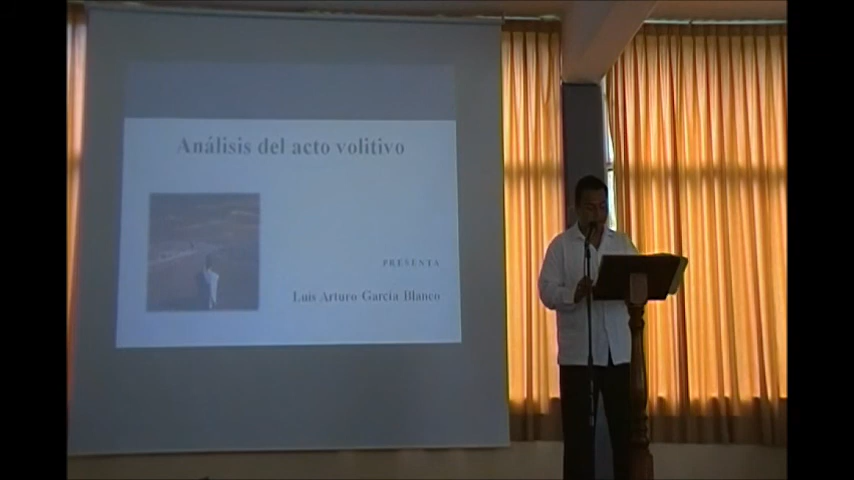 Análisis del acto volitivo
PRESENTA
Luis Arturo García Blanco